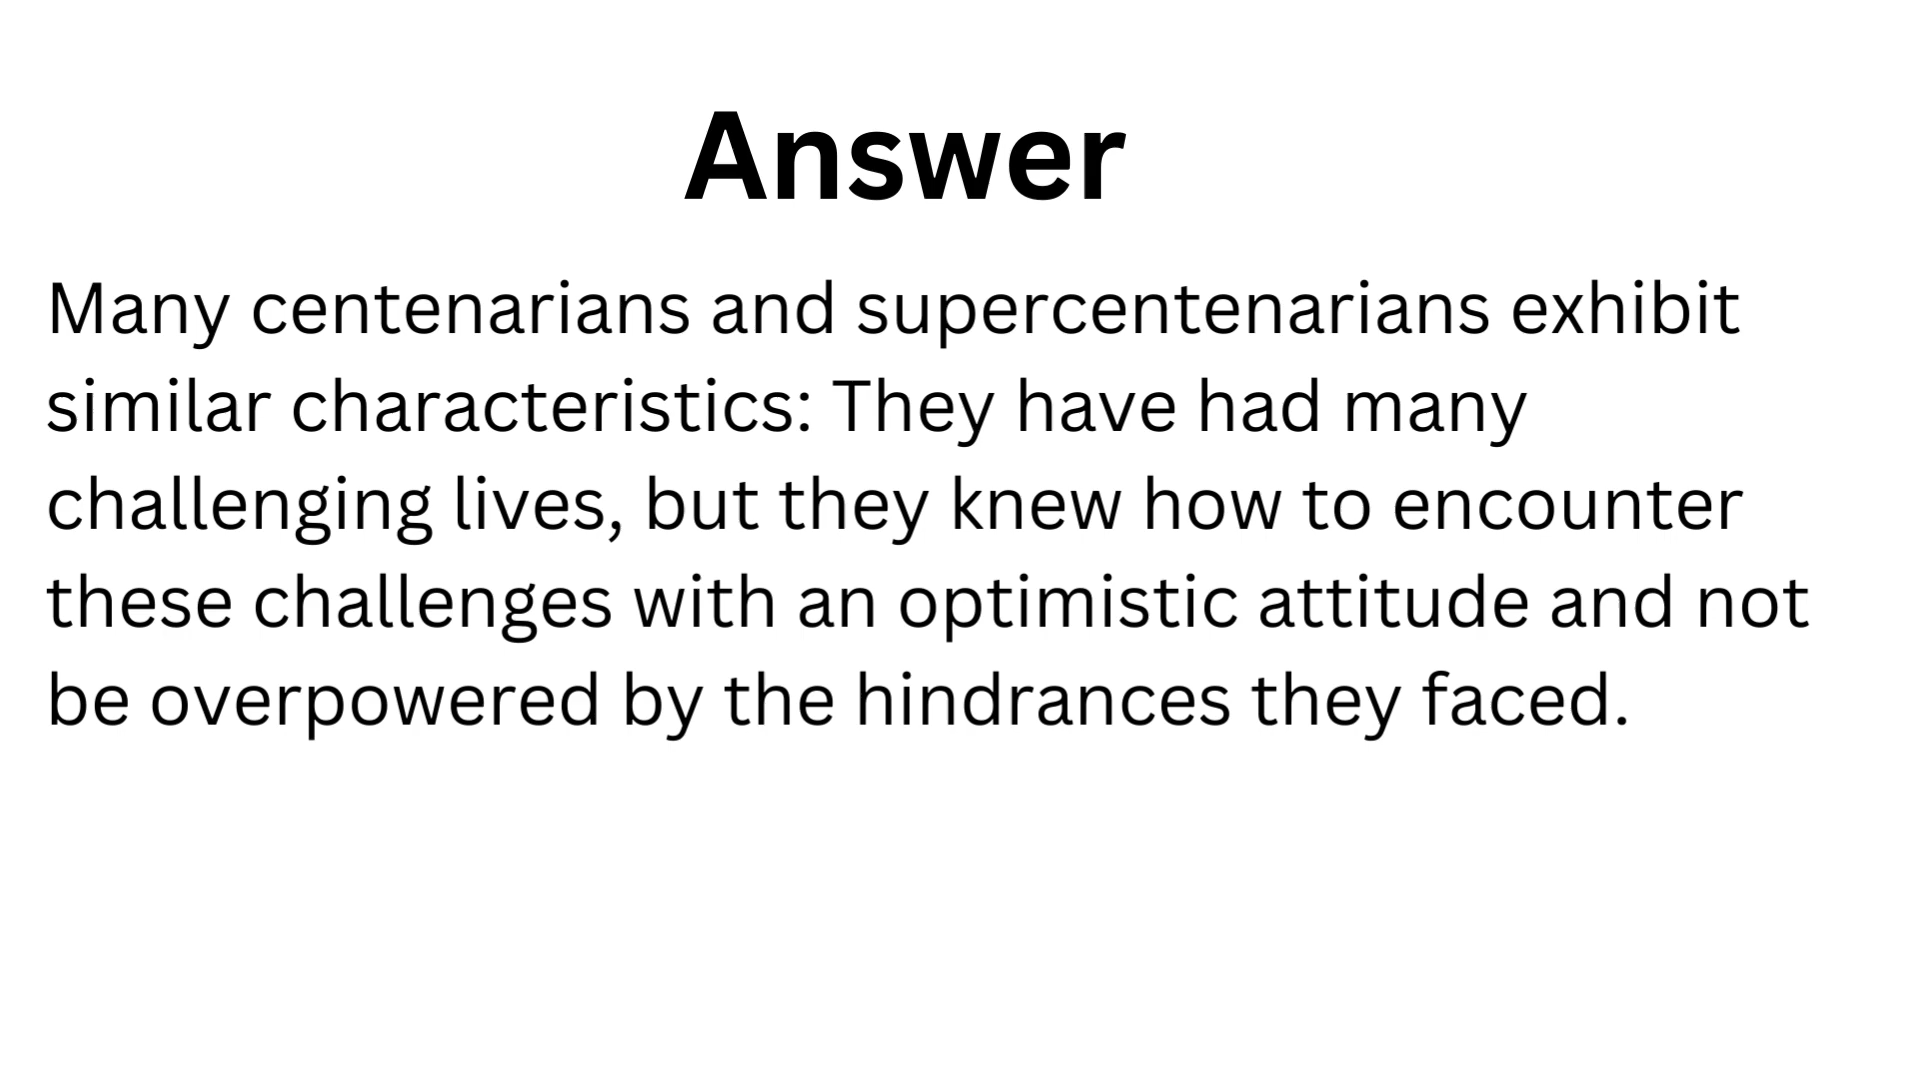 Answer
Many centenarians and supercentenarians exhibit
similar characteristics: They have had many
challenging lives, but they knew how to encounter
these challenges with an optimistic attitude and not
be overpowered by the hindrances they faced.